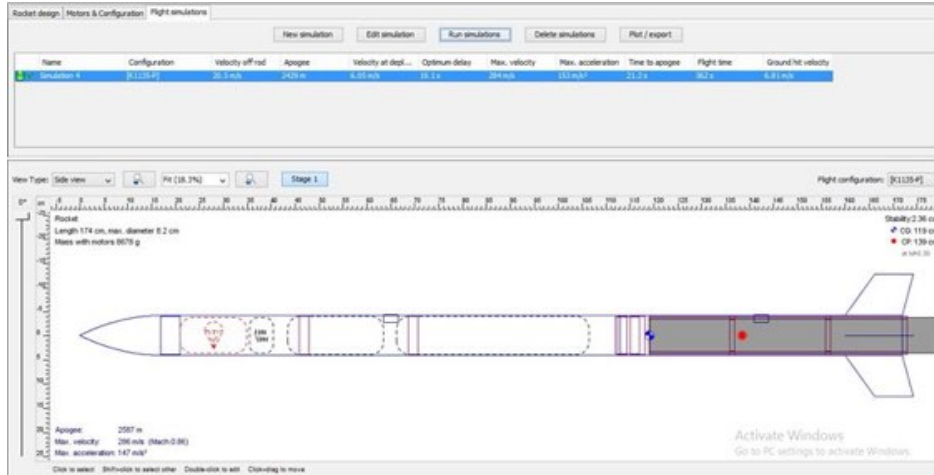 Rocket design Motors & Configuration Flight simulations
New simulation Edit simulation Run simulations Delete simulations Plot / export
Name Configuration Velocity off rod Apogee Velocity at depl... Optimum delay Max. velocity Max. acceleration Time to apogee Flight time Ground hit velocity
Simulation 4 [K1135-P] 20.5 m/s 2429 m 6.05 m/s 16.1 s 284 m/s 153 m/s² 21.2 s 362 s 6.81 m/s
View Type: Side view Fit (18.3%) Stage 1 Flight configuration: [K1135-P]
0° cm
Rocket
Length 174 cm, max. diameter 8.2 cm
Mass with motors 8678 g
Stability: 2.36 c
CG: 119 c
CP: 139 c
Apogee: 2587 m
Max. velocity: 286 m/s (Mach 0.86)
Max. acceleration: 147 m/s²
Activate Windows
Go to PC settings to activate Windows.
Click to select Shift+click to select other Double-click to edit Click+drag to move